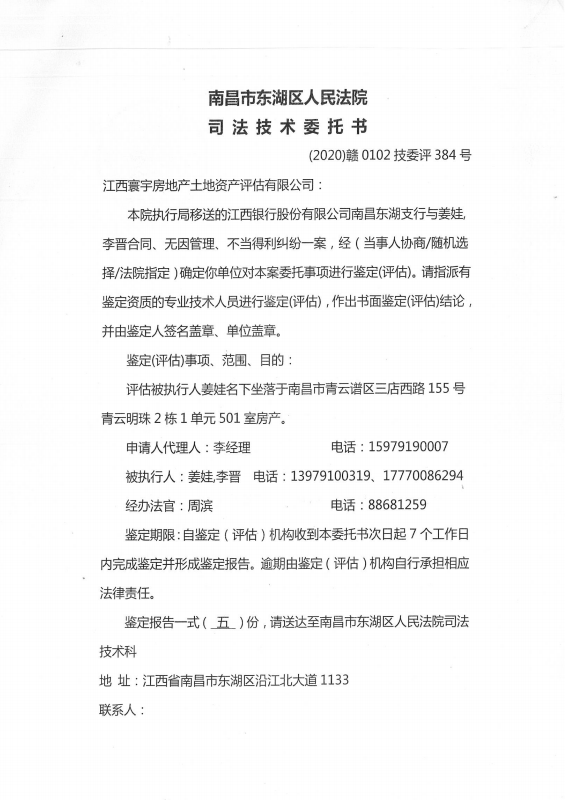 南昌市东湖区人民法院
司法技术委托书
(2020)赣0102技委评384号
江西寰宇房地产土地资产评估有限公司：
本院执行局移送的江西银行股份有限公司南昌东湖支行与姜娃,
李晋合同、无因管理、不当得利纠纷一案，经（当事人协商/随机选
择/法院指定）确定你单位对本案委托事项进行鉴定(评估)。请指派有
鉴定资质的专业技术人员进行鉴定(评估)，作出书面鉴定(评估)结论，
并由鉴定人签名盖章、单位盖章。
鉴定(评估)事项、范围、目的：
评估被执行人姜娃名下坐落于南昌市青云谱区三店西路155号
青云明珠2栋1单元501室房产。
申请人代理人：李经理 电话：15979190007
被执行人：姜娃,李晋 电话：13979100319、17770086294
经办法官：周滨 电话：88681259
鉴定期限：自鉴定（评估）机构收到本委托书次日起7个工作日
内完成鉴定并形成鉴定报告。逾期由鉴定（评估）机构自行承担相应
法律责任。
鉴定报告一式（ 五 ）份，请送达至南昌市东湖区人民法院司法
技术科
地 址：江西省南昌市东湖区沿江北大道1133
联系人：